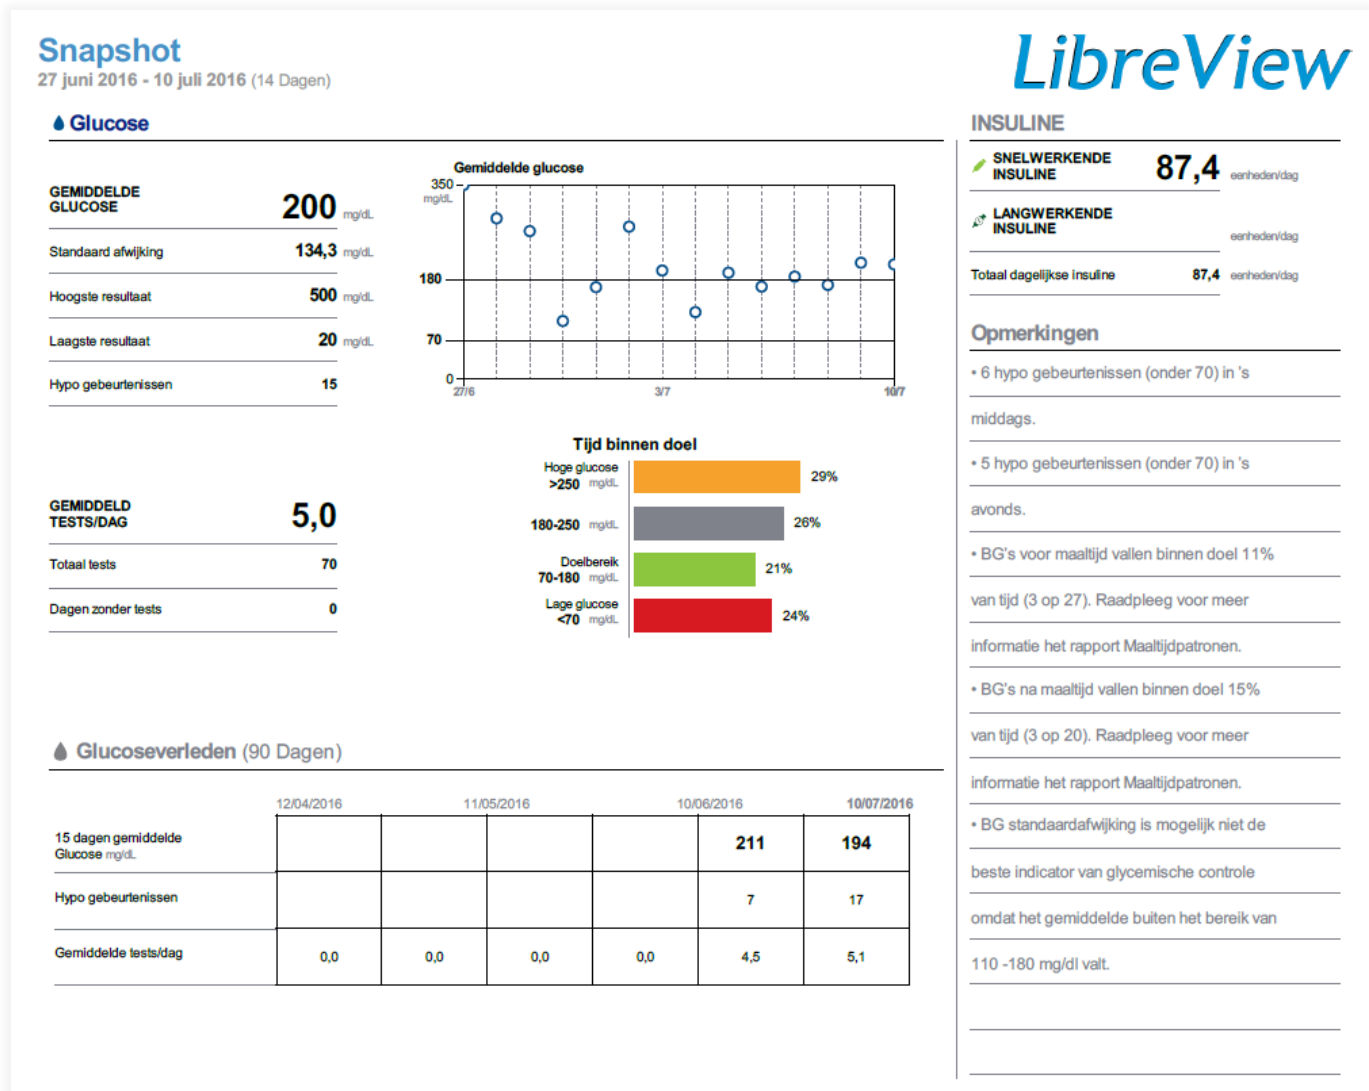 Snapshot
27 juni 2016 - 10 juli 2016 (14 Dagen)
LibreView
Glucose
GEMIDDELDE
GLUCOSE
200 mg/dL
Standaard afwijking 134,3 mg/dL
Hoogste resultaat 500 mg/dL
Laagste resultaat 20 mg/dL
Hypo gebeurtenissen 15
Gemiddelde glucose
350
mg/dL
180
70
0
27/6 3/7 10/7
GEMIDDELD
TESTS/DAG
5,0
Totaal tests 70
Dagen zonder tests 0
Tijd binnen doel
Hoge glucose
>250 mg/dL
29%
180-250 mg/dL 26%
Doelbereik
70-180 mg/dL
21%
Lage glucose
<70 mg/dL
24%
Glucoseverleden (90 Dagen)
12/04/2016 11/05/2016 10/06/2016 10/07/2016
15 dagen gemiddelde
Glucose mg/dL
211 194
Hypo gebeurtenissen 7 17
Gemiddelde tests/dag 0,0 0,0 0,0 0,0 4,5 5,1
INSULINE
SNELWERKENDE
INSULINE
87,4 eenheden/dag
LANGWERKENDE
INSULINE
eenheden/dag
Totaal dagelijkse insuline 87,4 eenheden/dag
Opmerkingen
• 6 hypo gebeurtenissen (onder 70) in 's
middags.
• 5 hypo gebeurtenissen (onder 70) in 's
avonds.
• BG's voor maaltijd vallen binnen doel 11%
van tijd (3 op 27). Raadpleeg voor meer
informatie het rapport Maaltijdpatronen.
• BG's na maaltijd vallen binnen doel 15%
van tijd (3 op 20). Raadpleeg voor meer
informatie het rapport Maaltijdpatronen.
• BG standaardafwijking is mogelijk niet de
beste indicator van glycemische controle
omdat het gemiddelde buiten het bereik van
110 -180 mg/dl valt.